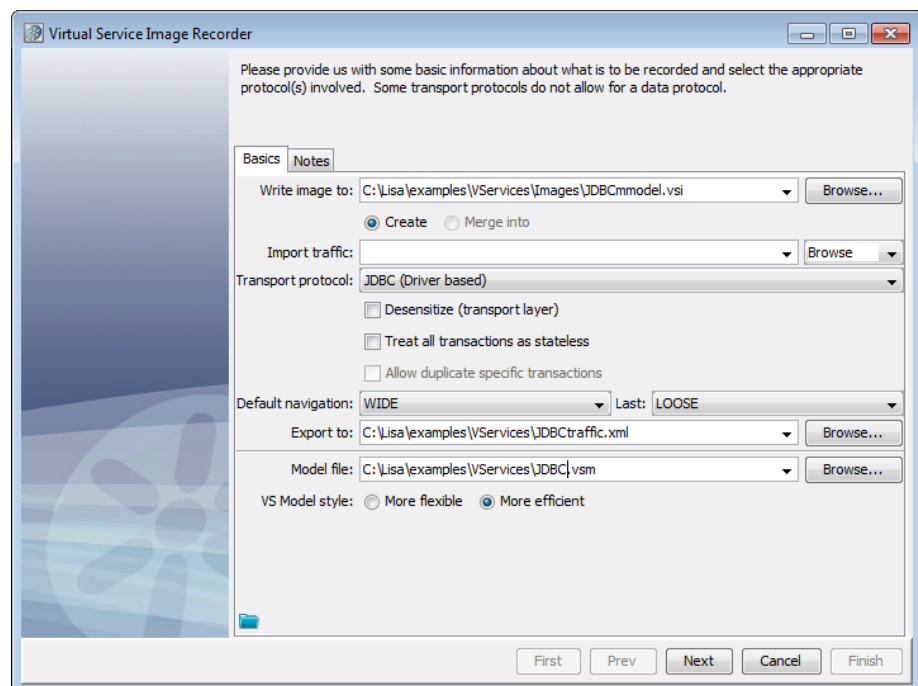 Virtual Service Image Recorder
Please provide us with some basic information about what is to be recorded and select the appropriate
protocol(s) involved. Some transport protocols do not allow for a data protocol.
Basics Notes
Write image to: C:\Lisa\examples\VServices\Images\JDBCmmodel.vsi Browse...
Create Merge into
Import traffic: Browse
Transport protocol: JDBC (Driver based)
Desensitize (transport layer)
Treat all transactions as stateless
Allow duplicate specific transactions
Default navigation: WIDE Last: LOOSE
Export to: C:\Lisa\examples\VServices\JDBCtraffic.xml Browse...
Model file: C:\Lisa\examples\VServices\JDBC.vsm Browse...
VS Model style: More flexible More efficient
First Prev Next Cancel Finish